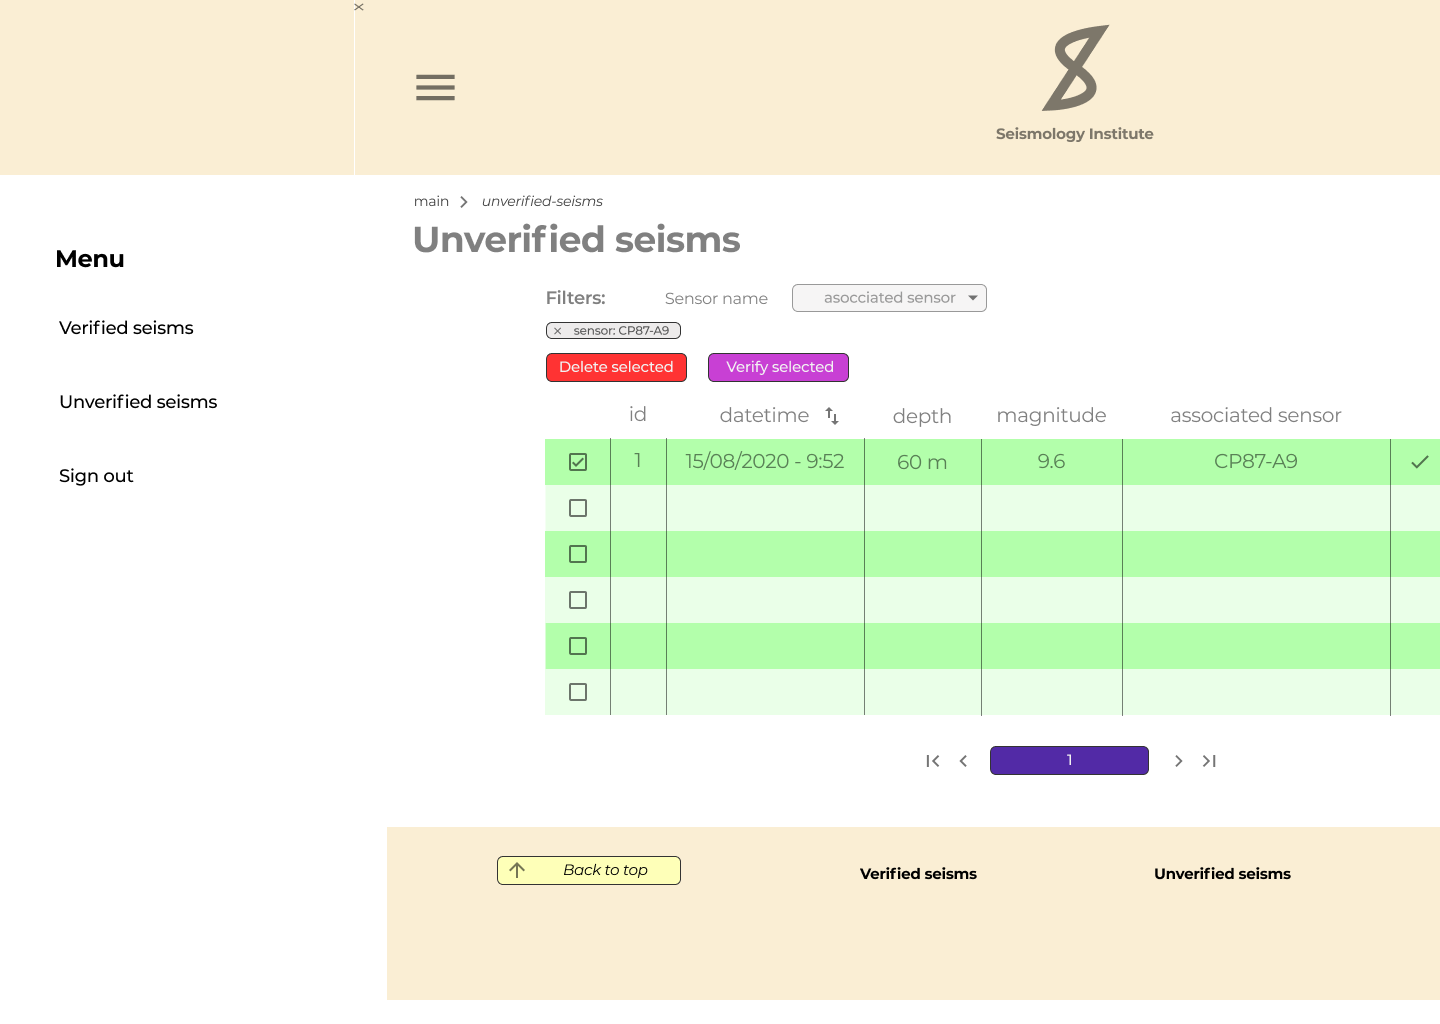 Seismology Institute
main > unverified-seisms
Unverified seisms
Menu
Verified seisms
Unverified seisms
Sign out
Filters: Sensor name asocciated sensor
× sensor: CP87-A9
Delete selected Verify selected
id datetime depth magnitude associated sensor
1 15/08/2020 - 9:52 60 m 9.6 CP87-A9
1
Back to top Verified seisms Unverified seisms